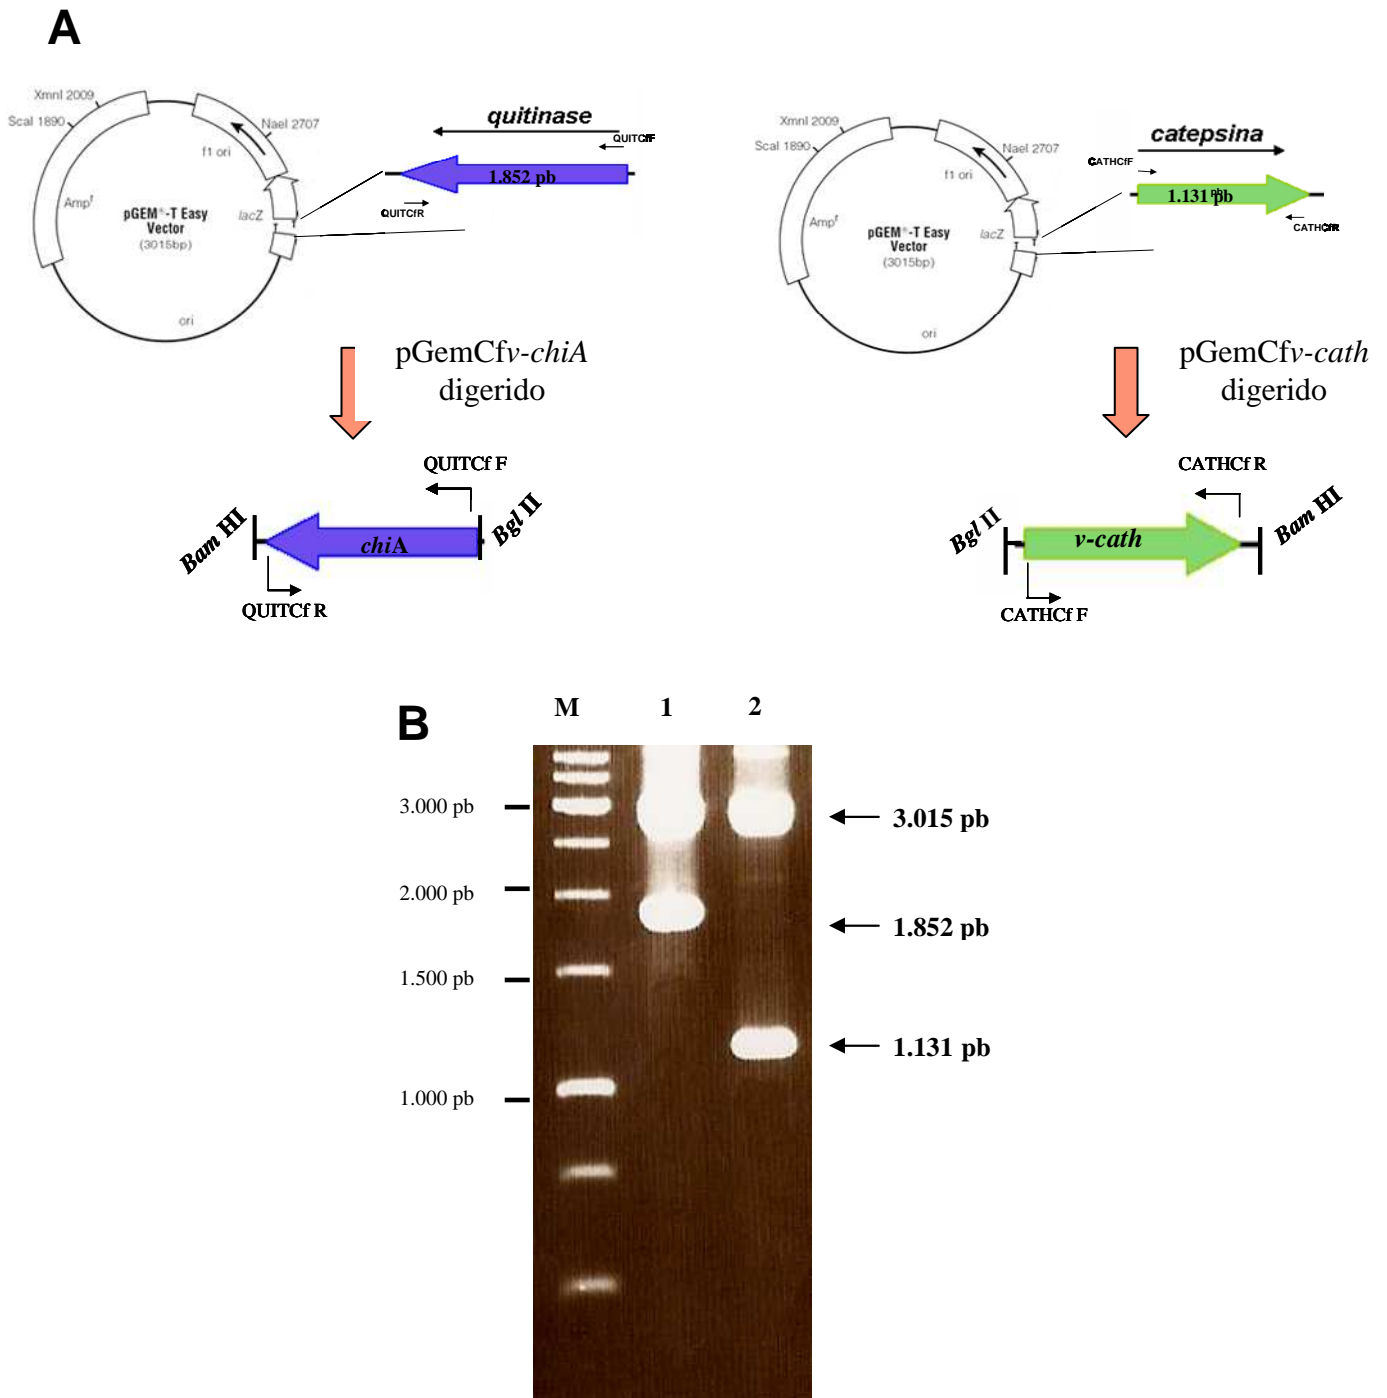 A
XmnI 2009
ScaI 1890
NaeI 2707
f1 ori
Ampr
pGEM®-T Easy
Vector
(3015bp)
lacZ
ori
quitinase
QUITCfF
1.852 pb
QUITCfR
XmnI 2009
ScaI 1890
NaeI 2707
f1 ori
Ampr
pGEM®-T Easy
Vector
(3015bp)
lacZ
ori
catepsina
CATHCfF
1.131 pb
CATHCfR
pGemCfv-chiA
digerido
pGemCfv-cath
digerido
QUITCf F
Bam HI
chiA
Bgl II
QUITCf R
CATHCf R
Bgl II
v-cath
Bam HI
CATHCf F
B
M 1 2
3.000 pb
3.015 pb
2.000 pb
1.852 pb
1.500 pb
1.131 pb
1.000 pb